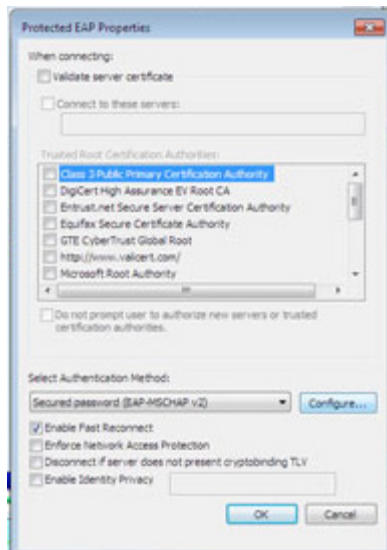 Protected EAP Properties
When connecting:
Validate server certificate
Connect to these servers:
Trusted Root Certification Authorities:
Class 3 Public Primary Certification Authority
DigiCert High Assurance EV Root CA
Entrust.net Secure Server Certification Authority
Equifax Secure Certificate Authority
GTE CyberTrust Global Root
http://www.valicert.com/
Microsoft Root Authority
Do not prompt user to authorize new servers or trusted
certification authorities.
Select Authentication Method:
Secured password (EAP-MSCHAP v2)
Configure...
Enable Fast Reconnect
Enforce Network Access Protection
Disconnect if server does not present cryptobinding TLV
Enable Identity Privacy
OK
Cancel